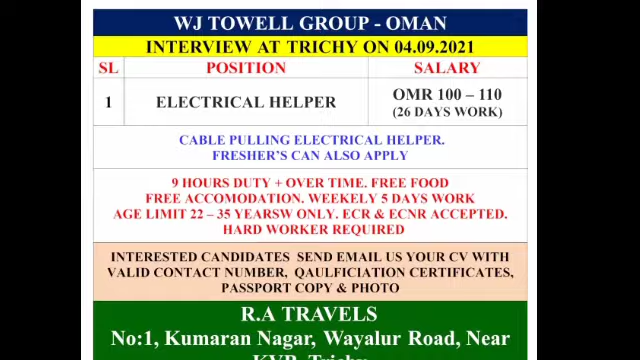 WJ TOWELL GROUP - OMAN
INTERVIEW AT TRICHY ON 04.09.2021
SL POSITION SALARY
1 ELECTRICAL HELPER OMR 100 – 110
(26 DAYS WORK)
CABLE PULLING ELECTRICAL HELPER.
FRESHER'S CAN ALSO APPLY
9 HOURS DUTY + OVER TIME. FREE FOOD
FREE ACCOMODATION. WEEKELY 5 DAYS WORK
AGE LIMIT 22 – 35 YEARSW ONLY. ECR & ECNR ACCEPTED.
HARD WORKER REQUIRED
INTERESTED CANDIDATES SEND EMAIL US YOUR CV WITH
VALID CONTACT NUMBER, QAULFICIATION CERTIFICATES,
PASSPORT COPY & PHOTO
R.A TRAVELS
No:1, Kumaran Nagar, Wayalur Road, Near
KVB, Trichy